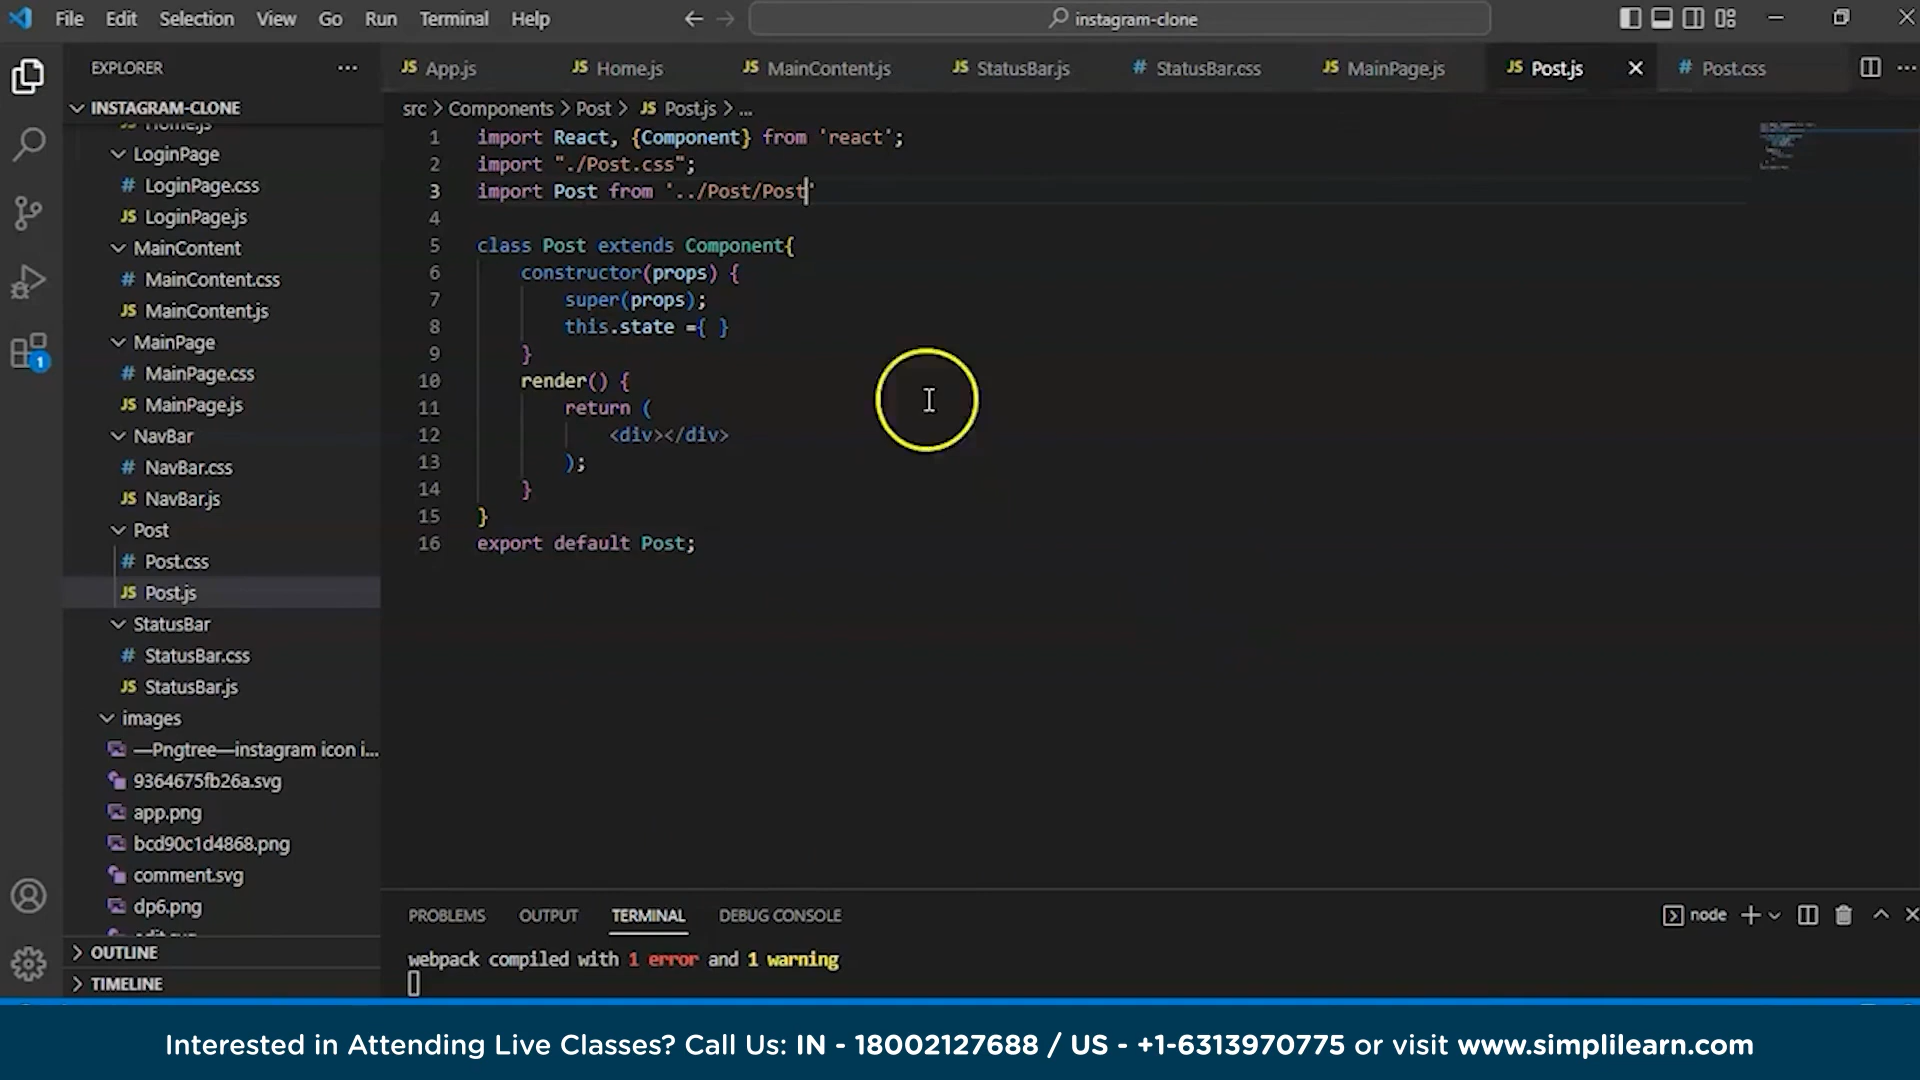 File Edit Selection View Go Run Terminal Help
instagram-clone
EXPLORER
App.js Home.js MainContent.js StatusBar.js StatusBar.css MainPage.js Post.js Post.css
INSTAGRAM-CLONE
src > Components > Post > JS Post.js > ...
Home.js
LoginPage
LoginPage.css
LoginPage.js
MainContent
MainContent.css
MainContent.js
MainPage
MainPage.css
MainPage.js
NavBar
NavBar.css
NavBar.js
Post
Post.css
Post.js
StatusBar
StatusBar.css
StatusBar.js
images
—Pngtree—instagram icon i...
9364675fb26a.svg
app.png
bcd90c1d4868.png
comment.svg
dp6.png
edit.svg
OUTLINE
TIMELINE
1 import React, {Component} from 'react';
2 import "./Post.css";
3 import Post from '../Post/Post'
4
5 class Post extends Component{
6 constructor(props) {
7 super(props);
8 this.state ={ }
9 }
10 render() {
11 return (
12 <div></div>
13 );
14 }
15 }
16 export default Post;
1
PROBLEMS OUTPUT TERMINAL DEBUG CONSOLE
node
webpack compiled with 1 error and 1 warning
Interested in Attending Live Classes? Call Us: IN - 18002127688 / US - +1-6313970775 or visit www.simplilearn.com